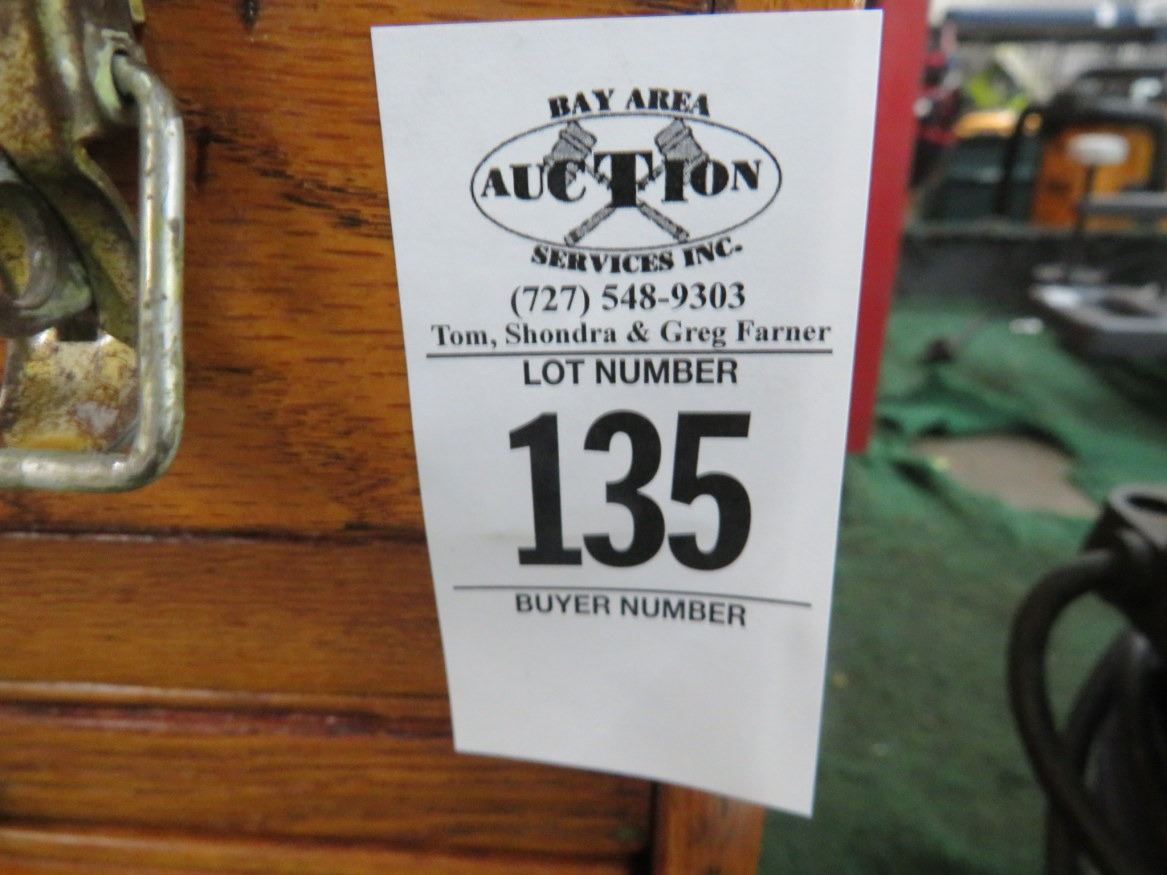 BAY AREA
AUCTION
SERVICES INC.
(727) 548-9303
Tom, Shondra & Greg Farner
LOT NUMBER
135
BUYER NUMBER